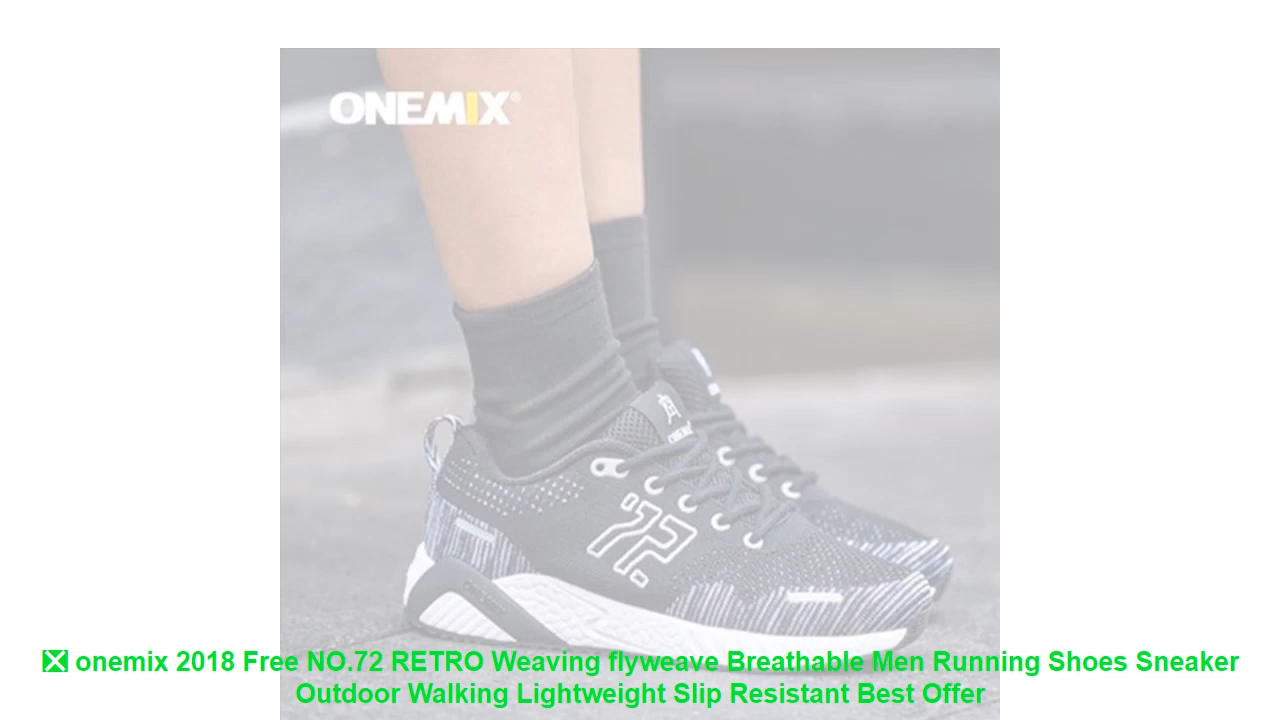 ONEMIX®
'72.
❎ onemix 2018 Free NO.72 RETRO Weaving flyweave Breathable Men Running Shoes Sneaker
Outdoor Walking Lightweight Slip Resistant Best Offer